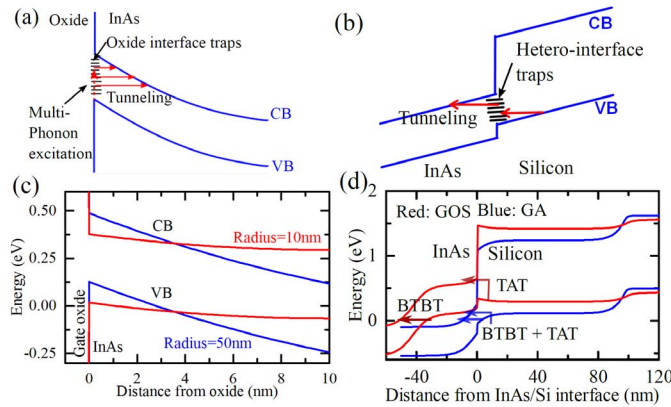 (a)
Oxide
InAs
Oxide interface traps
Tunneling
Multi-
Phonon
excitation
CB
VB
(b)
CB
Hetero-interface
traps
VB
Tunneling
InAs
Silicon
(c)
Energy (eV)
0.50
0.25
0.00
-0.25
CB
Radius=10nm
VB
Radius=50nm
Gate oxide
InAs
0 2 4 6 8 10
Distance from oxide (nm)
(d)
Energy (eV)
2
1
0
Red: GOS Blue: GA
InAs
Silicon
TAT
BTBT
BTBT + TAT
-40 0 40 80 120
Distance from InAs/Si interface (nm)